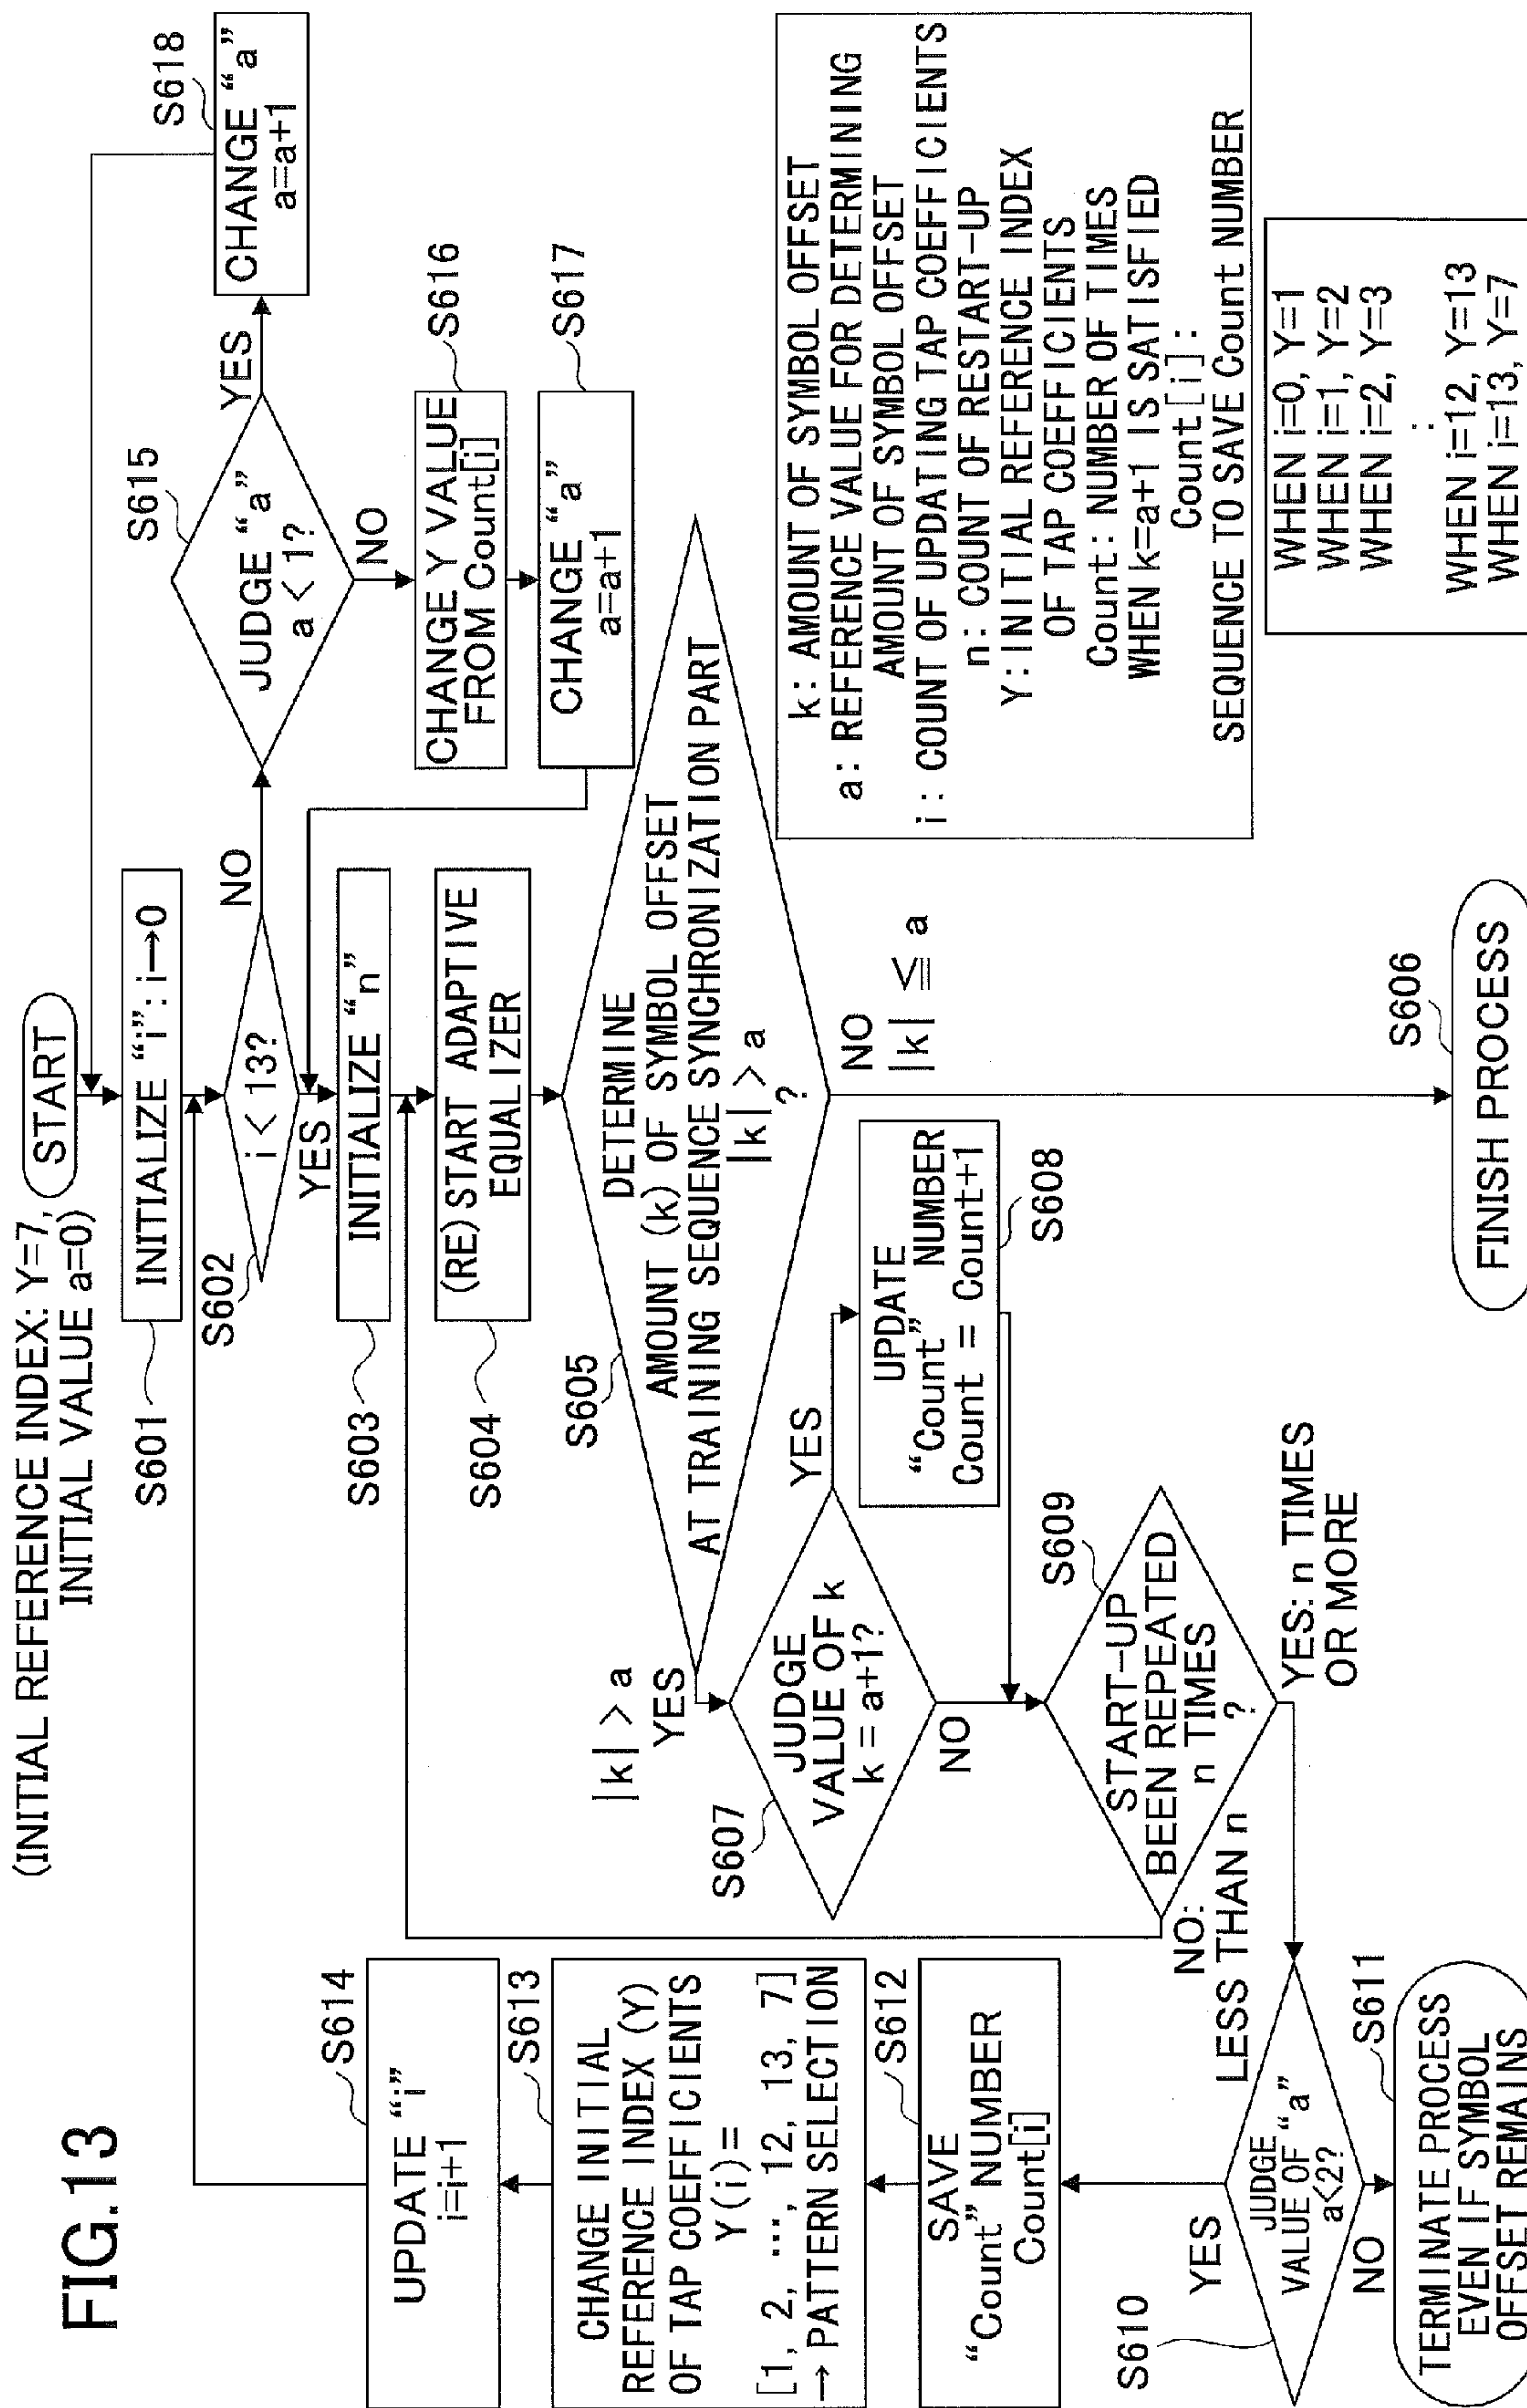 FIG.13
(INITIAL REFERENCE INDEX: Y=7,
INITIAL VALUE a=0)
START
S601
INITIALIZE “i”: i→0
S602
i < 13?
NO
YES
S603
INITIALIZE “n”
S604
(RE)START ADAPTIVE
EQUALIZER
S605
DETERMINE
AMOUNT (k) OF SYMBOL OFFSET
AT TRAINING SEQUENCE SYNCHRONIZATION PART
|k| > a
?
NO
|k| ≦ a
S606
FINISH PROCESS
|k| > a
YES
S607
JUDGE
VALUE OF k
k = a+1?
YES
NO
UPDATE
“Count” NUMBER
Count = Count+1
S608
S609
START-UP
BEEN REPEATED
n TIMES
?
YES: n TIMES
OR MORE
NO:
LESS THAN n
S610
JUDGE
VALUE OF “a”
a<2?
YES
NO
S611
TERMINATE PROCESS
EVEN IF SYMBOL
OFFSET REMAINS
S612
SAVE
“Count” NUMBER
Count[i]
S613
CHANGE INITIAL
REFERENCE INDEX (Y)
OF TAP COEFFICIENTS
Y(i)=
[1, 2, ···, 12, 13, 7]
→ PATTERN SELECTION
S614
UPDATE “i”
i=i+1
S615
JUDGE “a”
a < 1?
YES
NO
S616
CHANGE Y VALUE
FROM Count[i]
S617
CHANGE “a”
a=a+1
S618
CHANGE “a”
a=a+1
k: AMOUNT OF SYMBOL OFFSET
a: REFERENCE VALUE FOR DETERMINING
AMOUNT OF SYMBOL OFFSET
i: COUNT OF UPDATING TAP COEFFICIENTS
n: COUNT OF RESTART-UP
Y:INITIAL REFERENCE INDEX
OF TAP COEFFICIENTS
Count: NUMBER OF TIMES
WHEN k=a+1 IS SATISFIED
Count[i]:
SEQUENCE TO SAVE Count NUMBER
WHEN i=0, Y=1
WHEN i=1, Y=2
WHEN i=2, Y=3
:
WHEN i=12, Y=13
WHEN i=13, Y=7